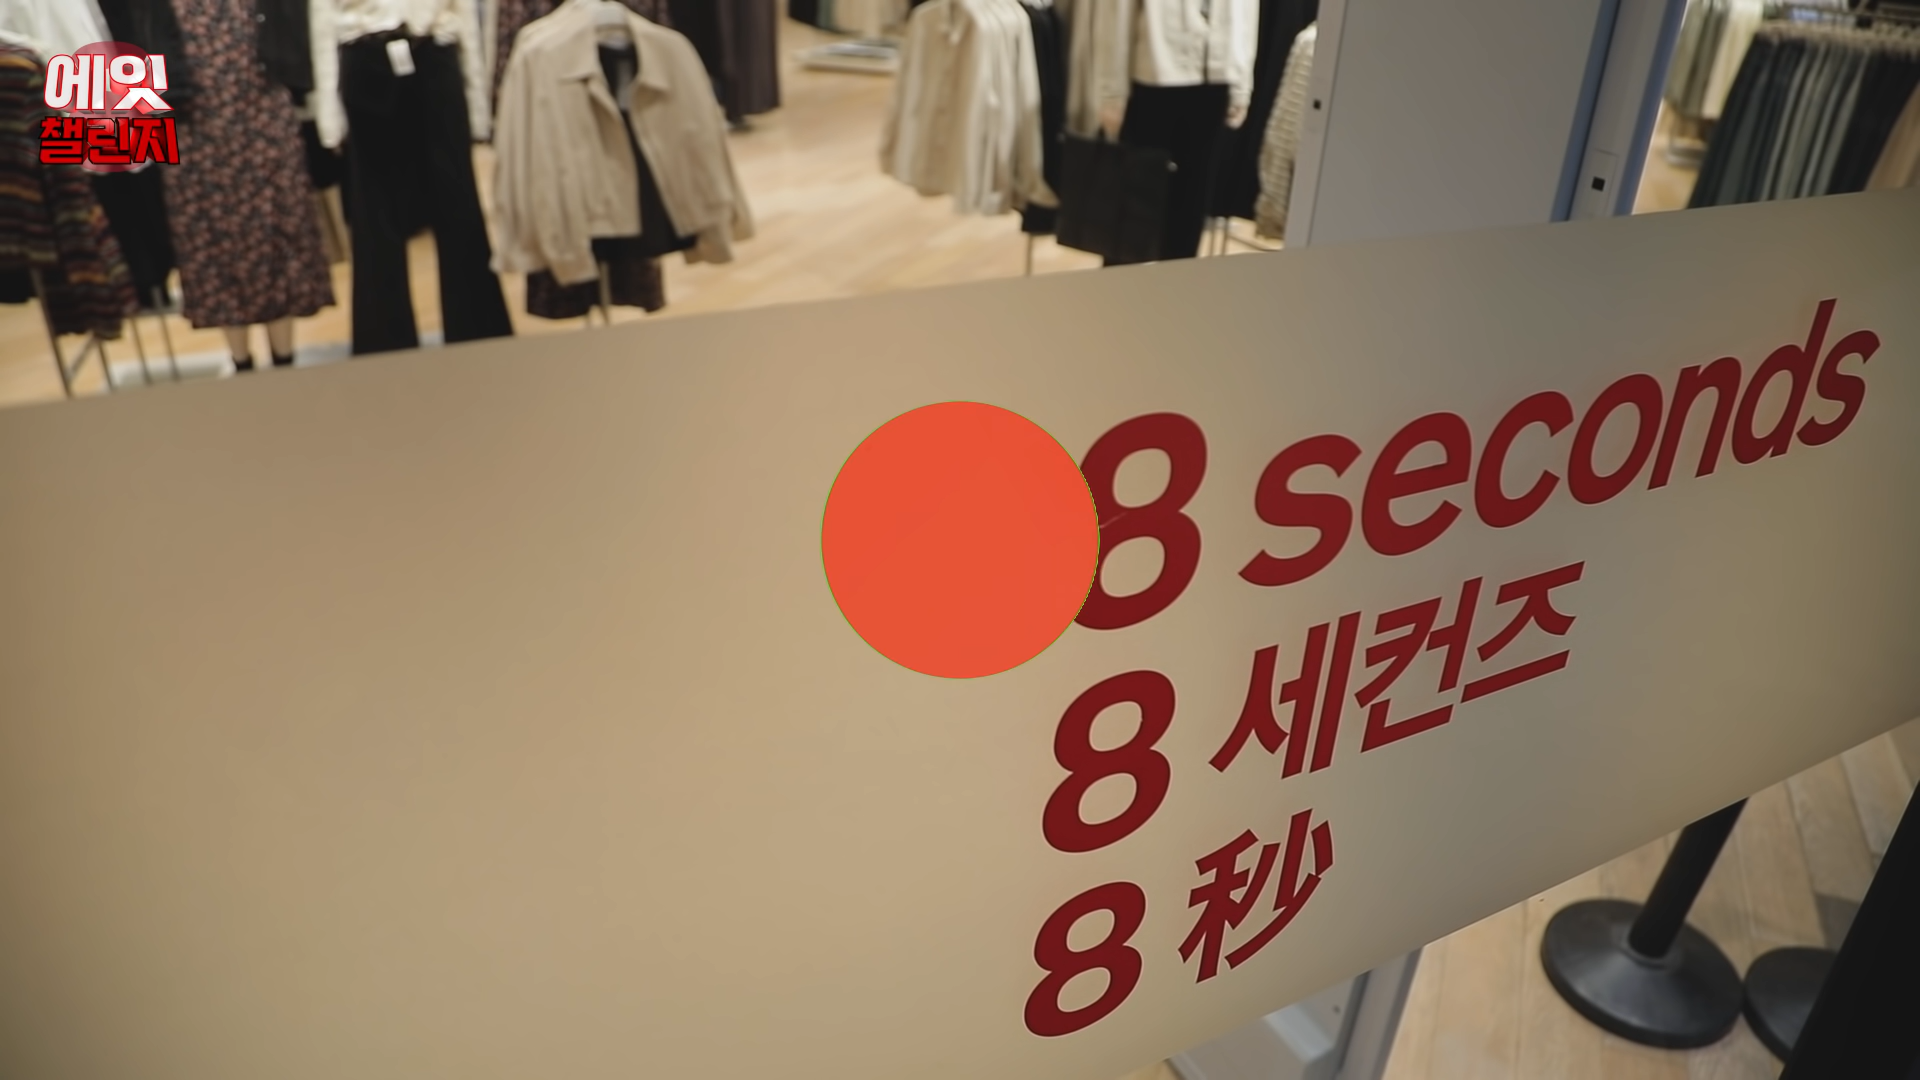 에잇
챌린지
8 seconds
8 세컨즈
8 秒